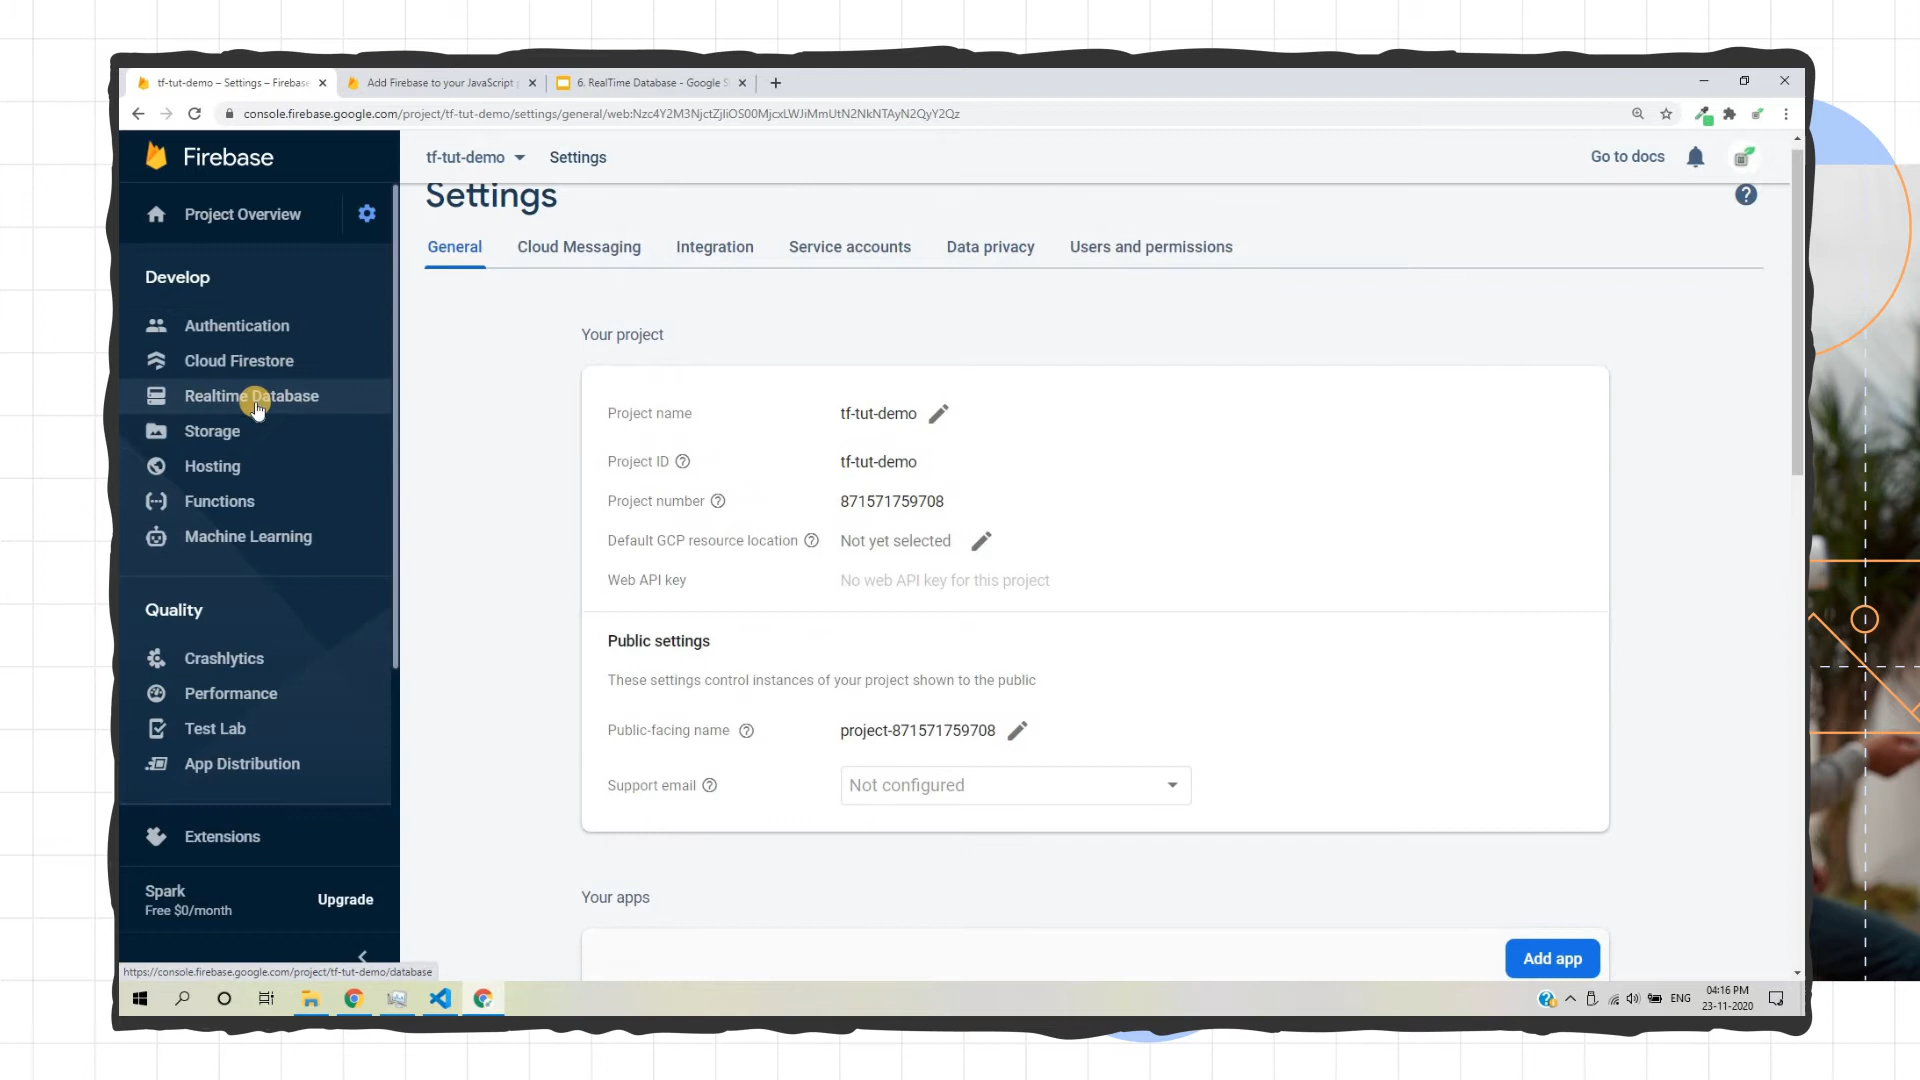 tf-tut-demo – Settings – Firebase
Add Firebase to your JavaScript
6. RealTime Database - Google S
console.firebase.google.com/project/tf-tut-demo/settings/general/web:Nzc4Y2M3NjctZjliOS00MjcxLWJiMmUtN2NkNTAyN2QyY2Qz
Firebase
tf-tut-demo
Settings
Go to docs
Settings
Project Overview
General
Cloud Messaging
Integration
Service accounts
Data privacy
Users and permissions
Develop
Authentication
Cloud Firestore
Realtime Database
Storage
Hosting
Functions
Machine Learning
Quality
Crashlytics
Performance
Test Lab
App Distribution
Extensions
Spark
Free $0/month
Upgrade
Your project
Project name
tf-tut-demo
Project ID
tf-tut-demo
Project number
871571759708
Default GCP resource location
Not yet selected
Web API key
No web API key for this project
Public settings
These settings control instances of your project shown to the public
Public-facing name
project-871571759708
Support email
Not configured
Your apps
Add app
https://console.firebase.google.com/project/tf-tut-demo/database
ENG
04:16 PM
23-11-2020